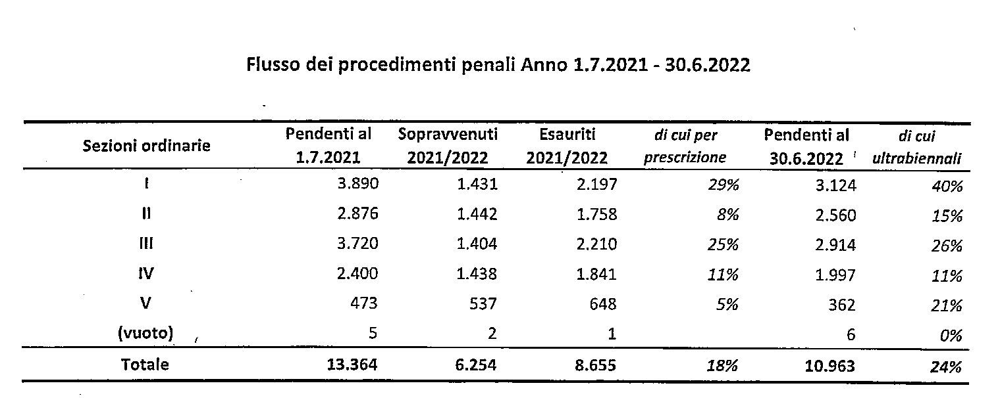 Flusso dei procedimenti penali Anno 1.7.2021 - 30.6.2022
Sezioni ordinarie Pendenti al 1.7.2021 Sopravvenuti 2021/2022 Esauriti 2021/2022 di cui per prescrizione Pendenti al 30.6.2022 di cui ultrabiennali
I 3.890 1.431 2.197 29% 3.124 40%
II 2.876 1.442 1.758 8% 2.560 15%
III 3.720 1.404 2.210 25% 2.914 26%
IV 2.400 1.438 1.841 11% 1.997 11%
V 473 537 648 5% 362 21%
(vuoto) 5 2 1 6 0%
Totale 13.364 6.254 8.655 18% 10.963 24%